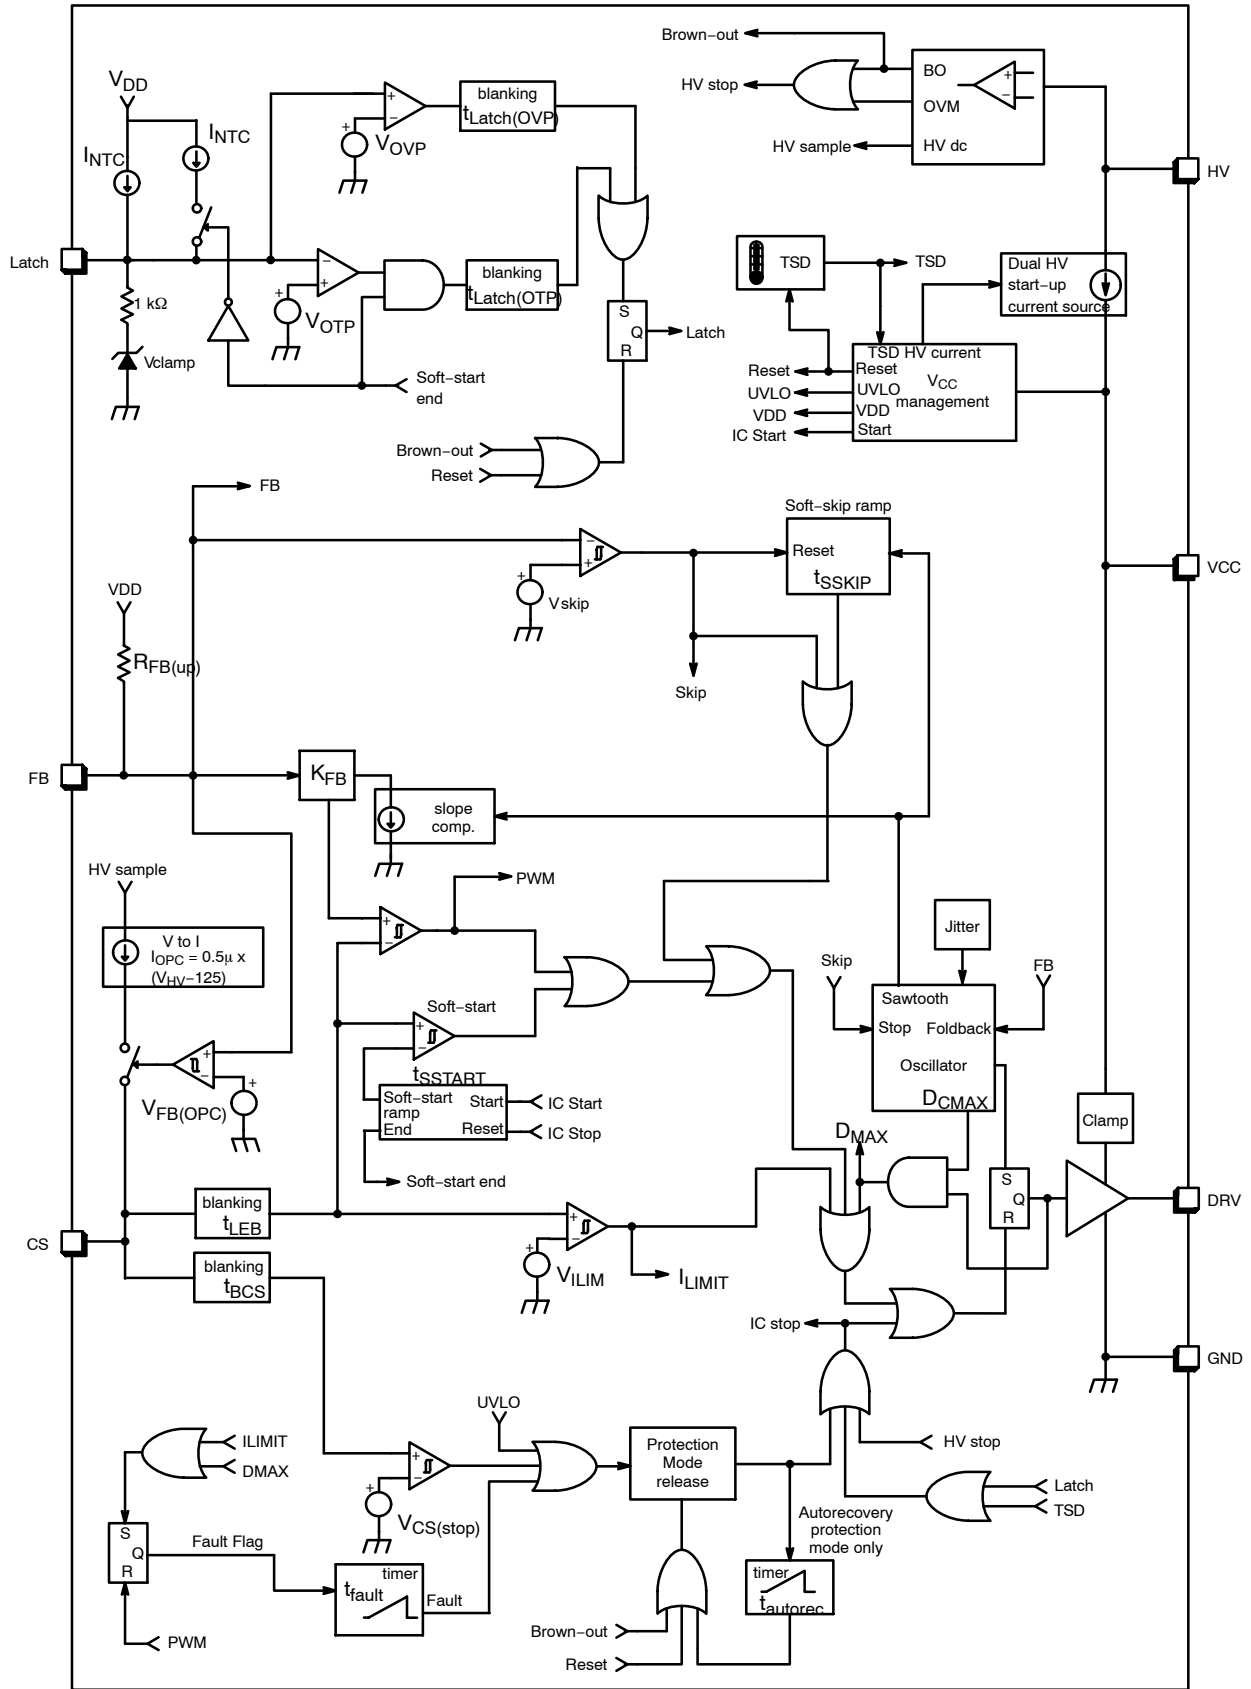 Brown−out
BO
HV stop
OVM
HV sample
HV dc
+
−
HV
VDD
INTC
INTC
+
−
+
VOVP
blanking
tLatch(OVP)
Latch
1 kΩ
Vclamp
−
+
+
VOTP
blanking
tLatch(OTP)
S
Q
R
Latch
Soft−start
end
Brown−out
Reset
TSD
TSD
Dual HV
start−up
current source
TSD HV current
Reset
Reset
UVLO
UVLO
VCC
management
VDD
VDD
IC Start
Start
FB
Soft−skip ramp
−
+
+
Vskip
Reset
tSSKIP
Skip
VCC
VDD
RFB(up)
FB
KFB
slope
comp.
HV sample
V to I
IOPC = 0.5μ x
(VHV−125)
+
−
PWM
Soft−start
+
−
tSSTART
Soft−start
ramp
Start
IC Start
End
Reset
IC Stop
Soft−start end
+
−
+
VFB(OPC)
Jitter
Skip
FB
Sawtooth
Stop
Foldback
Oscillator
DCMAX
DMAX
Clamp
S
Q
R
DRV
blanking
tLEB
CS
blanking
tBCS
+
−
+
VILIM
ILIMIT
IC stop
GND
UVLO
ILIMIT
DMAX
+
−
+
VCS(stop)
Protection
Mode
release
HV stop
Latch
TSD
Autorecovery
protection
mode only
S
Q
R
Fault Flag
timer
tfault
Fault
timer
tautorec
PWM
Brown−out
Reset